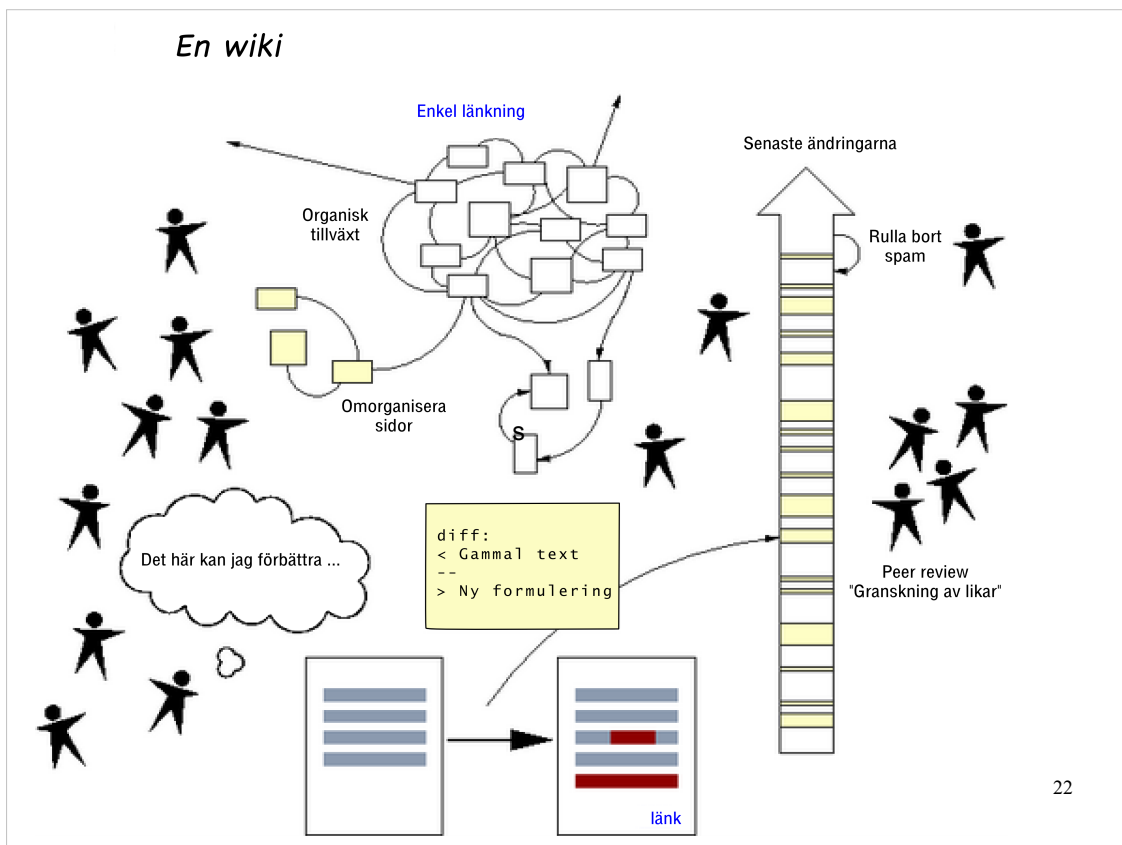 En wiki
Enkel länkning
Senaste ändringarna
Organisk
tillväxt
Rulla bort
spam
Omorganisera
sidor
S
diff:
< Gammal text
--
> Ny formulering
Det här kan jag förbättra ...
Peer review
"Granskning av likar"
länk
22